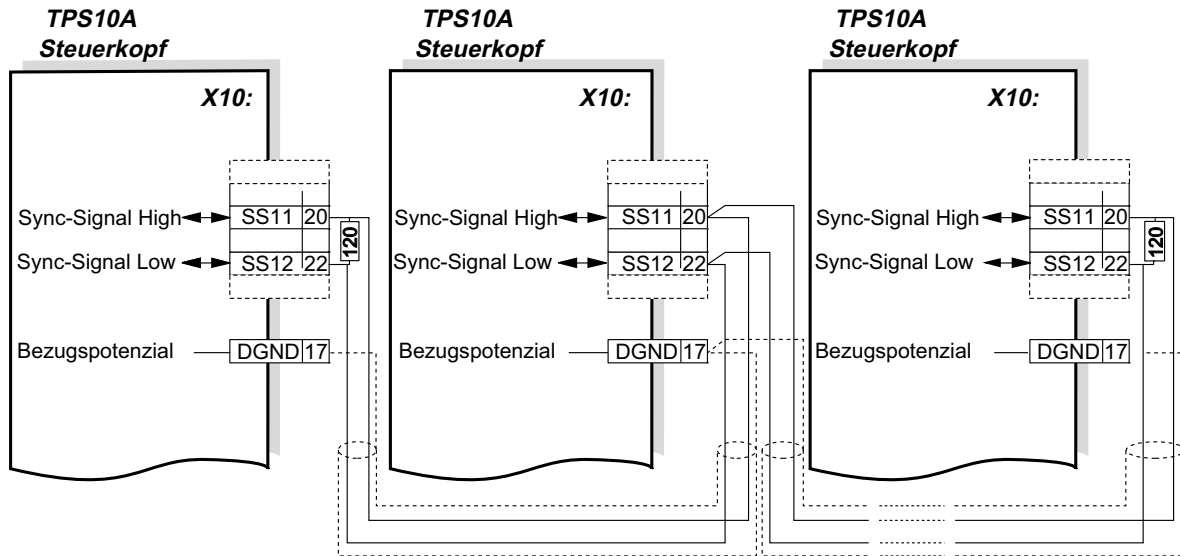 TPS10A
Steuerkopf
X10:
Sync-Signal High
SS11 20
120
Sync-Signal Low
SS12 22
Bezugspotenzial
DGND 17
TPS10A
Steuerkopf
X10:
Sync-Signal High
SS11 20
Sync-Signal Low
SS12 22
Bezugspotenzial
DGND 17
TPS10A
Steuerkopf
X10:
Sync-Signal High
SS11 20
120
Sync-Signal Low
SS12 22
Bezugspotenzial
DGND 17